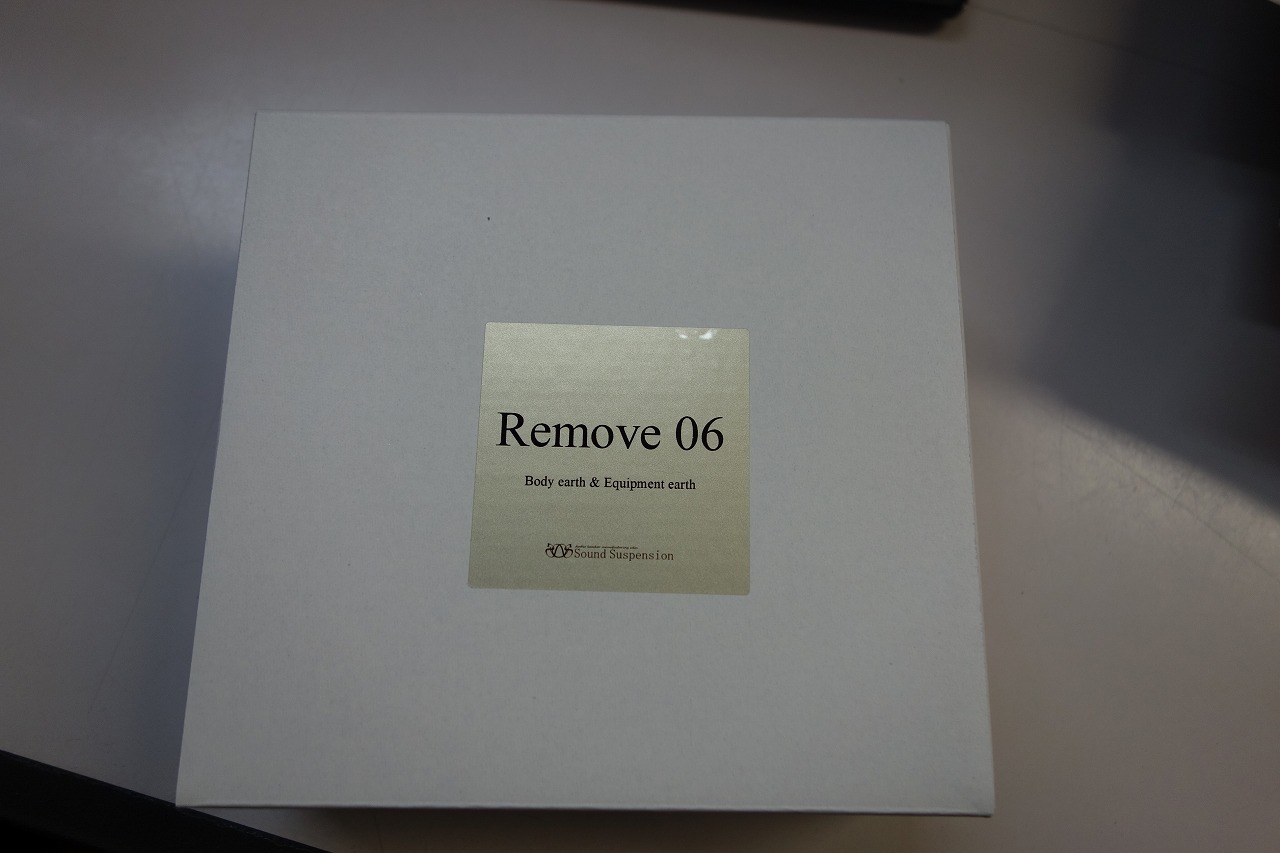 Remove 06
Body earth & Equipment earth
Sound Suspension